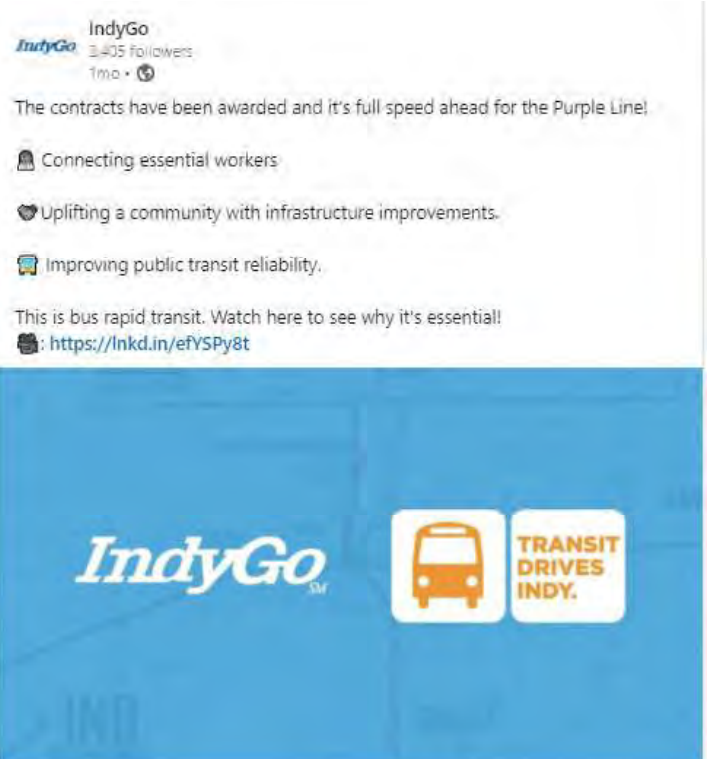 IndyGo
IndyGo
3,405 followers
1mo •
The contracts have been awarded and it's full speed ahead for the Purple Line!
Connecting essential workers
Uplifting a community with infrastructure improvements.
Improving public transit reliability.
This is bus rapid transit. Watch here to see why it's essential!
: https://lnkd.in/efYSPy8t
IndyGo
SM
TRANSIT
DRIVES
INDY.
IND